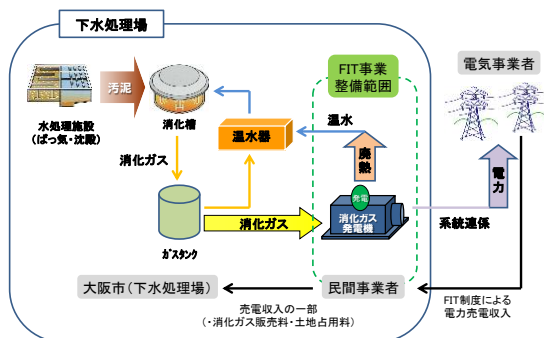 下水処理場
電気事業者
FIT事業
整備範囲
汚泥
水処理施設
(ばっ気・沈殿)
消化槽
温水器
温水
廃熱
電力
消化ガス
発電
消化ガス
発電機
消化ガス
ガスタンク
系統連係
大阪市(下水処理場)
民間事業者
売電収入の一部
(・消化ガス販売料・土地占用料)
FIT制度による
電力売電収入